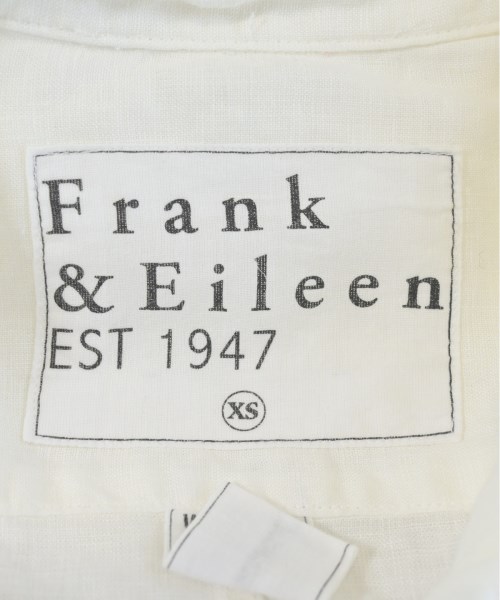 Frank
& Eileen
EST 1947
XS